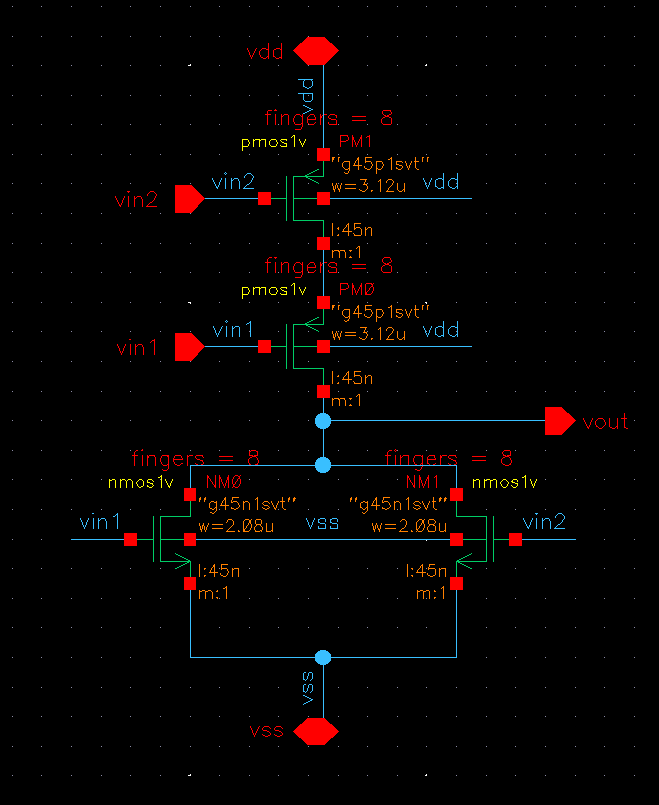 vdd
vdd
fingers = 8
pmos1v
PM1
"g45p1svt"
vin2
vin2
w=3.12u
vdd
l:45n
m:1
fingers = 8
pmos1v
PM0
"g45p1svt"
vin1
vin1
w=3.12u
vdd
l:45n
m:1
vout
fingers = 8
fingers = 8
nmos1v
NM0
NM1
nmos1v
"g45n1svt"
"g45n1svt"
vin1
w=2.08u
vss
w=2.08u
vin2
l:45n
l:45n
m:1
m:1
vss
vss